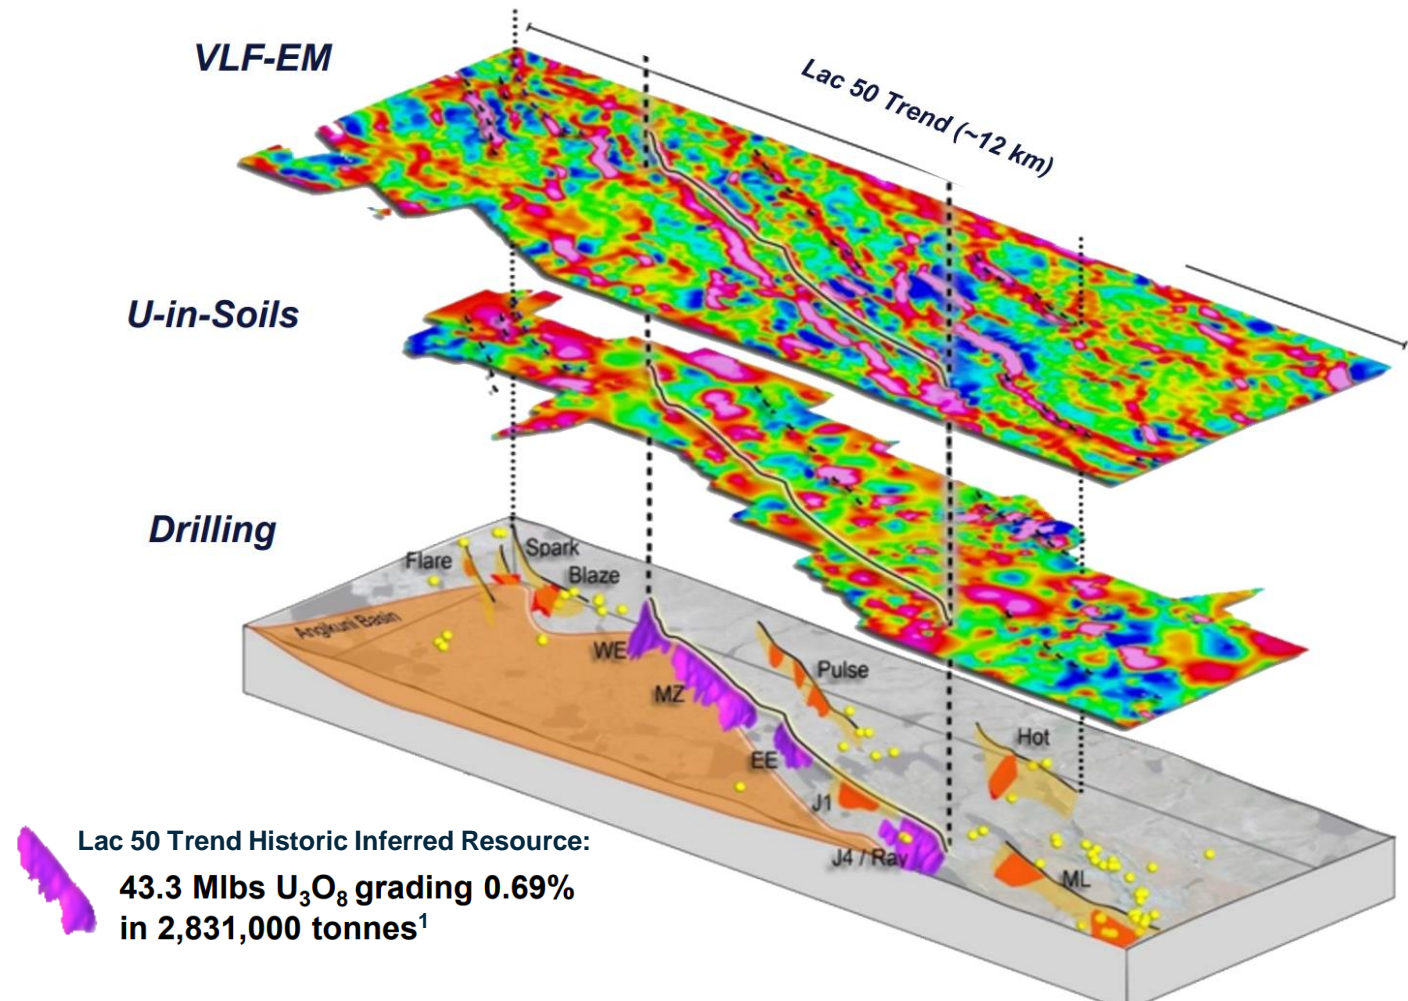 VLF-EM
Lac 50 Trend (~12 km)
U-in-Soils
Drilling
Flare
Spark
Blaze
Angikuni Basin
WE
MZ
Pulse
EE
Hot
J1
J4 / Ray
ML
Lac 50 Trend Historic Inferred Resource:
43.3 Mlbs U₃O₈ grading 0.69%
in 2,831,000 tonnes¹